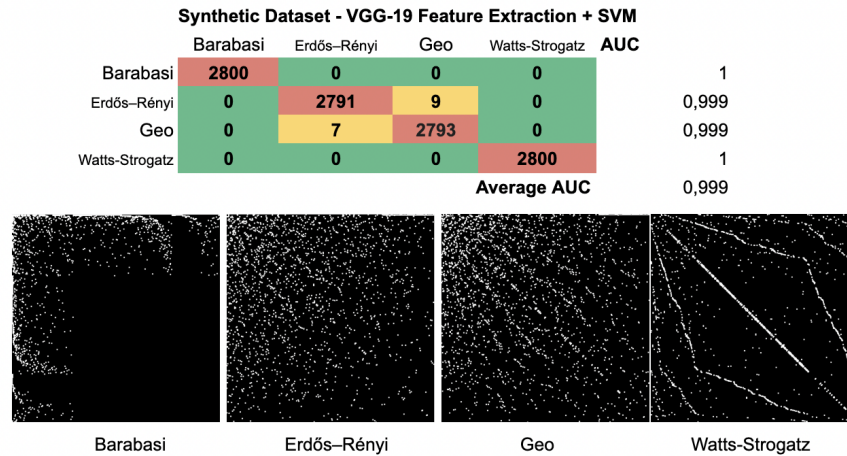 Synthetic Dataset - VGG-19 Feature Extraction + SVM
Barabasi Erdős–Rényi Geo Watts-Strogatz AUC
Barabasi 2800 0 0 0 1
Erdős–Rényi 0 2791 9 0 0,999
Geo 0 7 2793 0 0,999
Watts-Strogatz 0 0 0 2800 1
Average AUC 0,999
Barabasi Erdős–Rényi Geo Watts-Strogatz